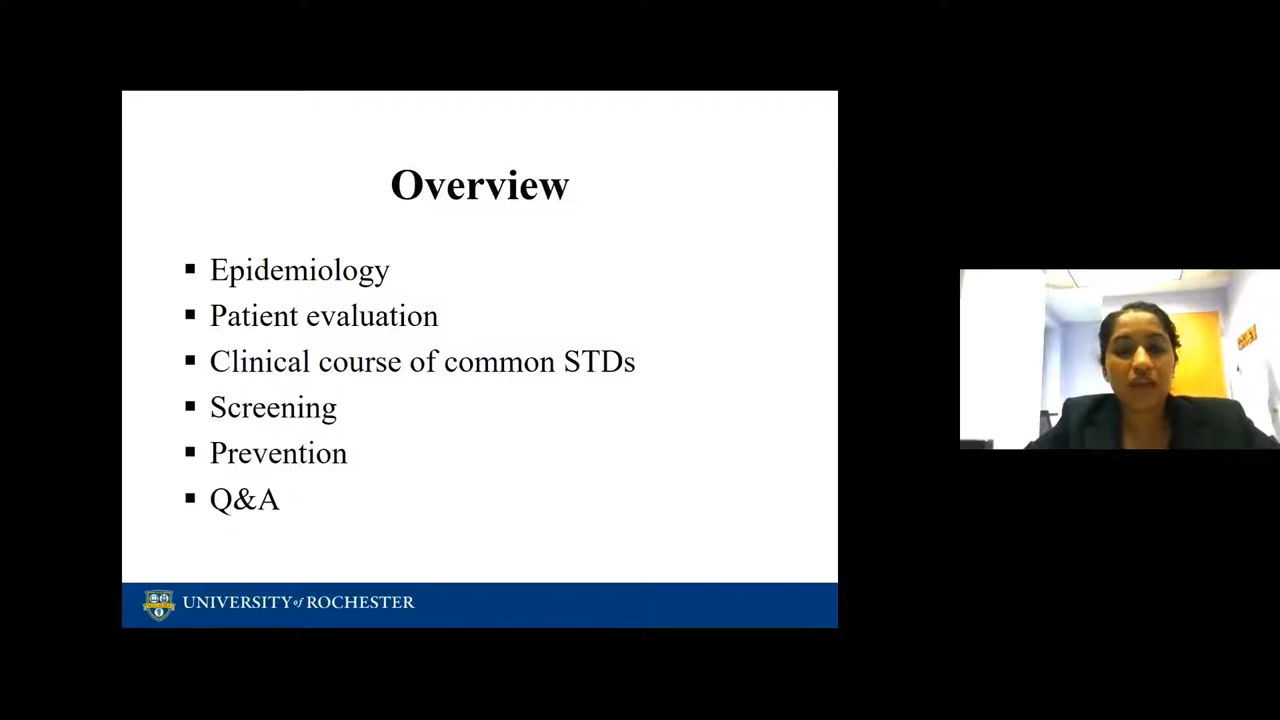 Overview
▪ Epidemiology
▪ Patient evaluation
▪ Clinical course of common STDs
▪ Screening
▪ Prevention
▪ Q&A
UNIVERSITY of ROCHESTER